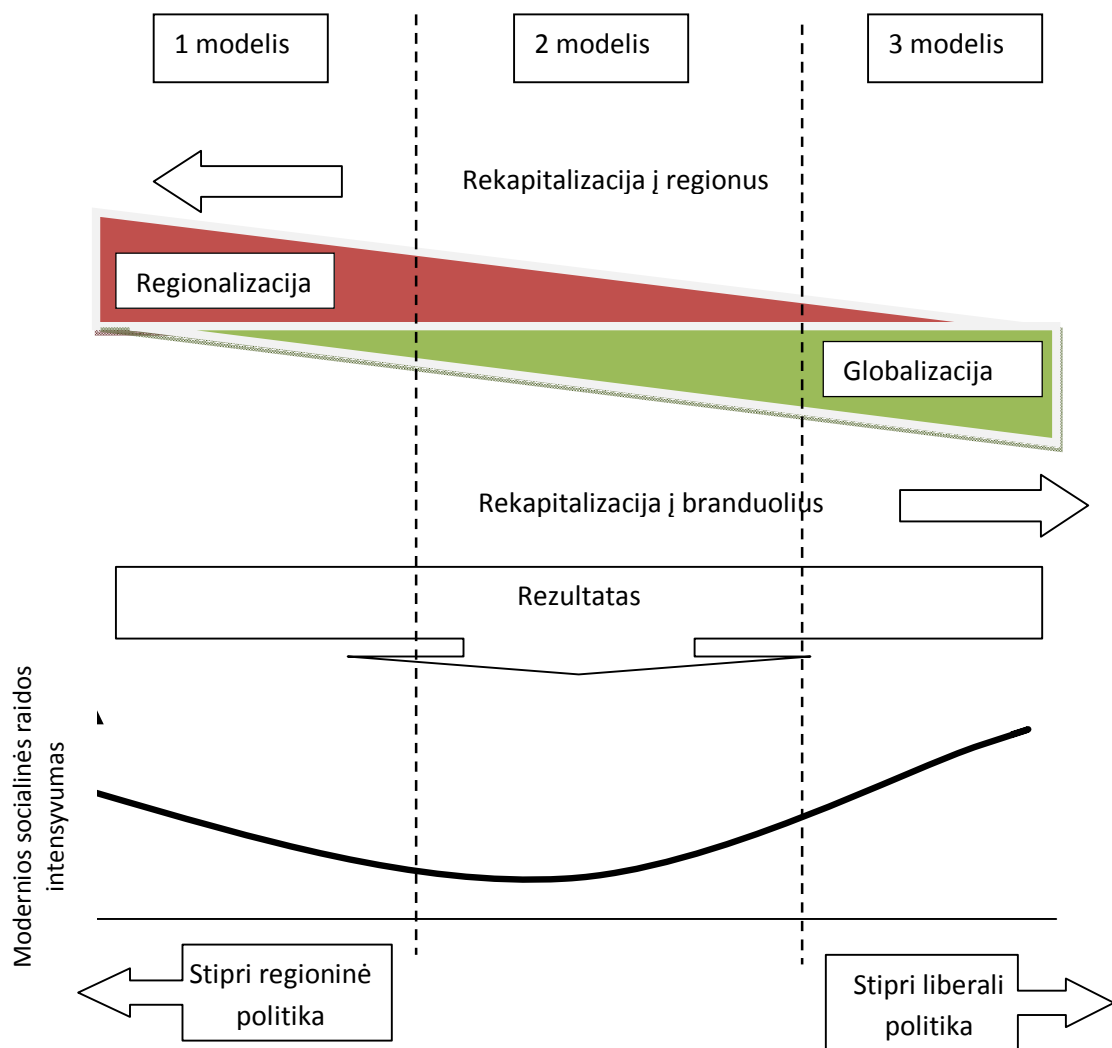 1 modelis
2 modelis
3 modelis
Rekapitalizacija į regionus
Regionalizacija
Globalizacija
Rekapitalizacija į branduolius
Rezultatas
Modernios socialinės raidos
intensyvumas
Stipri regioninė
politika
Stipri liberali
politika